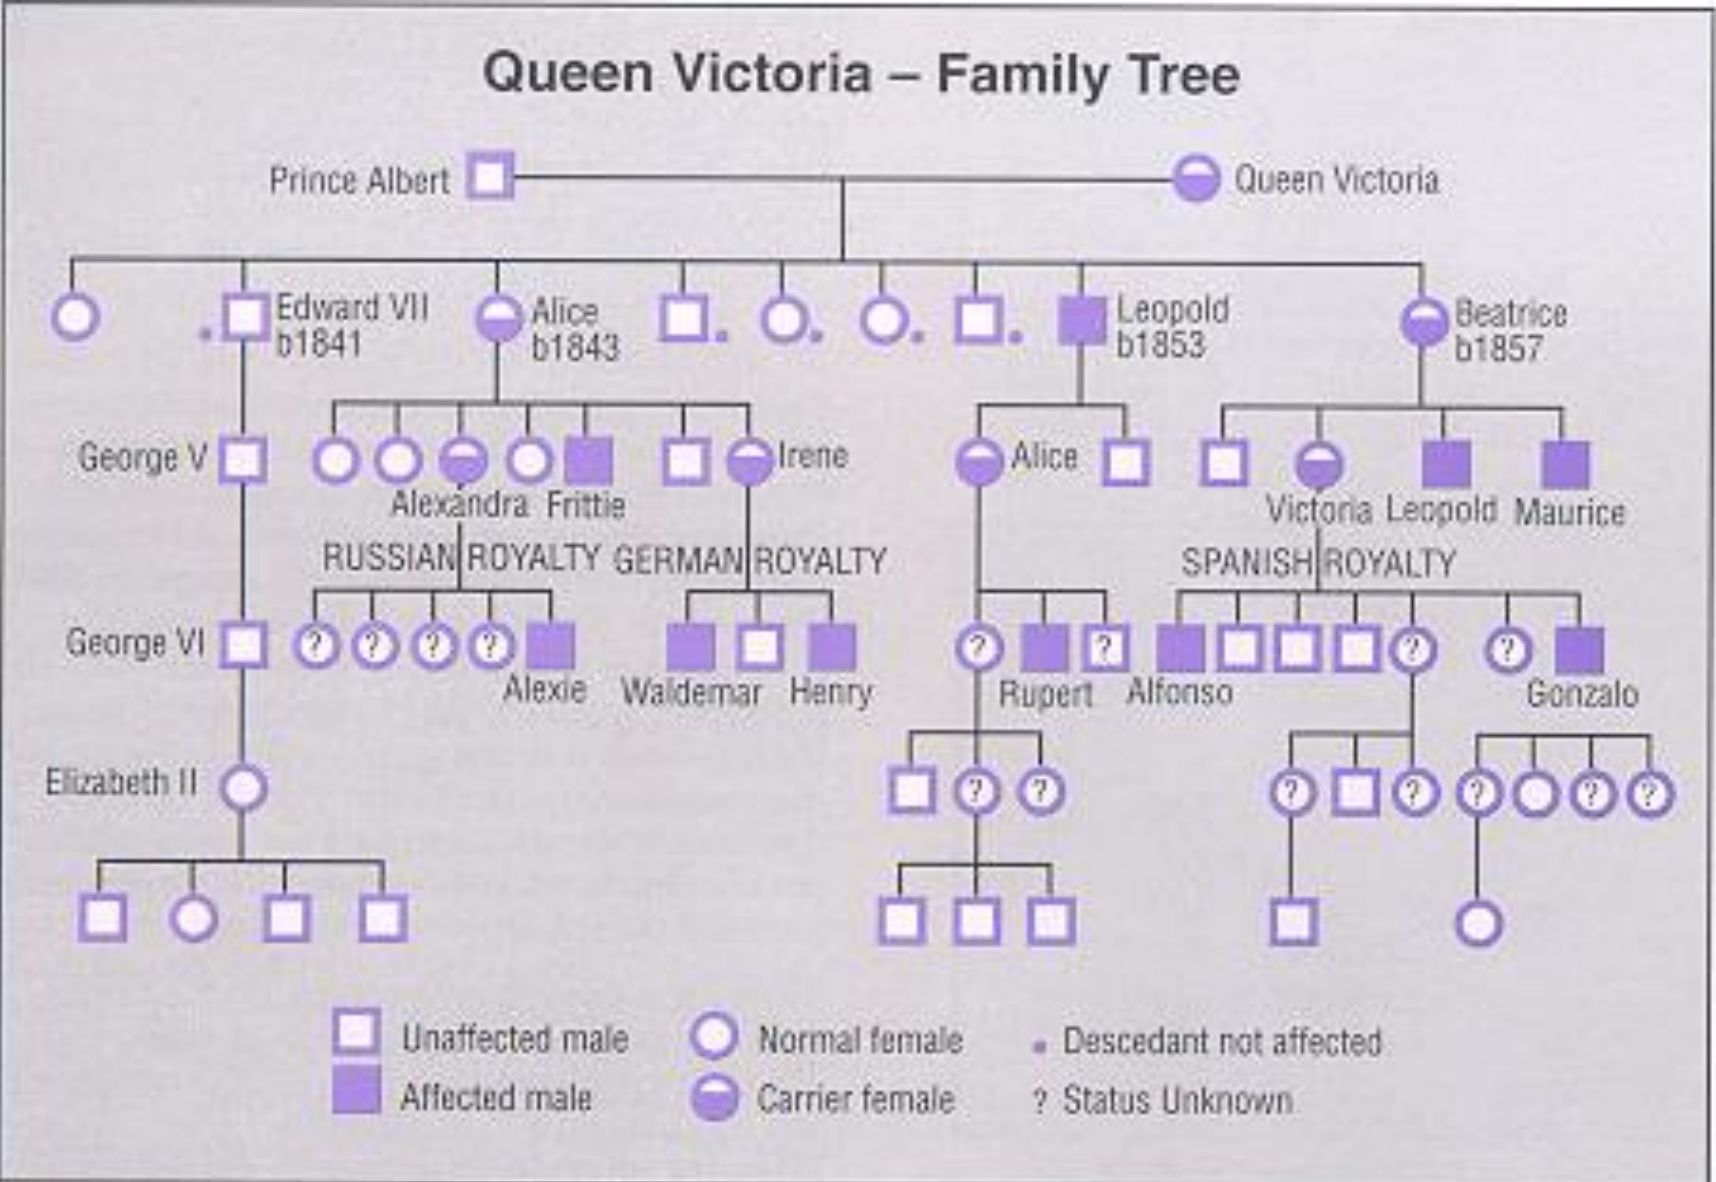 Queen Victoria – Family Tree
Prince Albert
Queen Victoria
Edward VII
b1841
Alice
b1843
Leopold
b1853
Beatrice
b1857
George V
Irene
Alice
Alexandra Frittie
Victoria Leopold Maurice
RUSSIAN ROYALTY GERMAN ROYALTY
SPANISH ROYALTY
George VI
? ? ? ?
? ?
? ?
Alexie Waldemar Henry
Rupert Alfonso
Gonzalo
Elizabeth II
? ?
? ? ? ? ?
Unaffected male
Normal female
Descedant not affected
Affected male
Carrier female
? Status Unknown